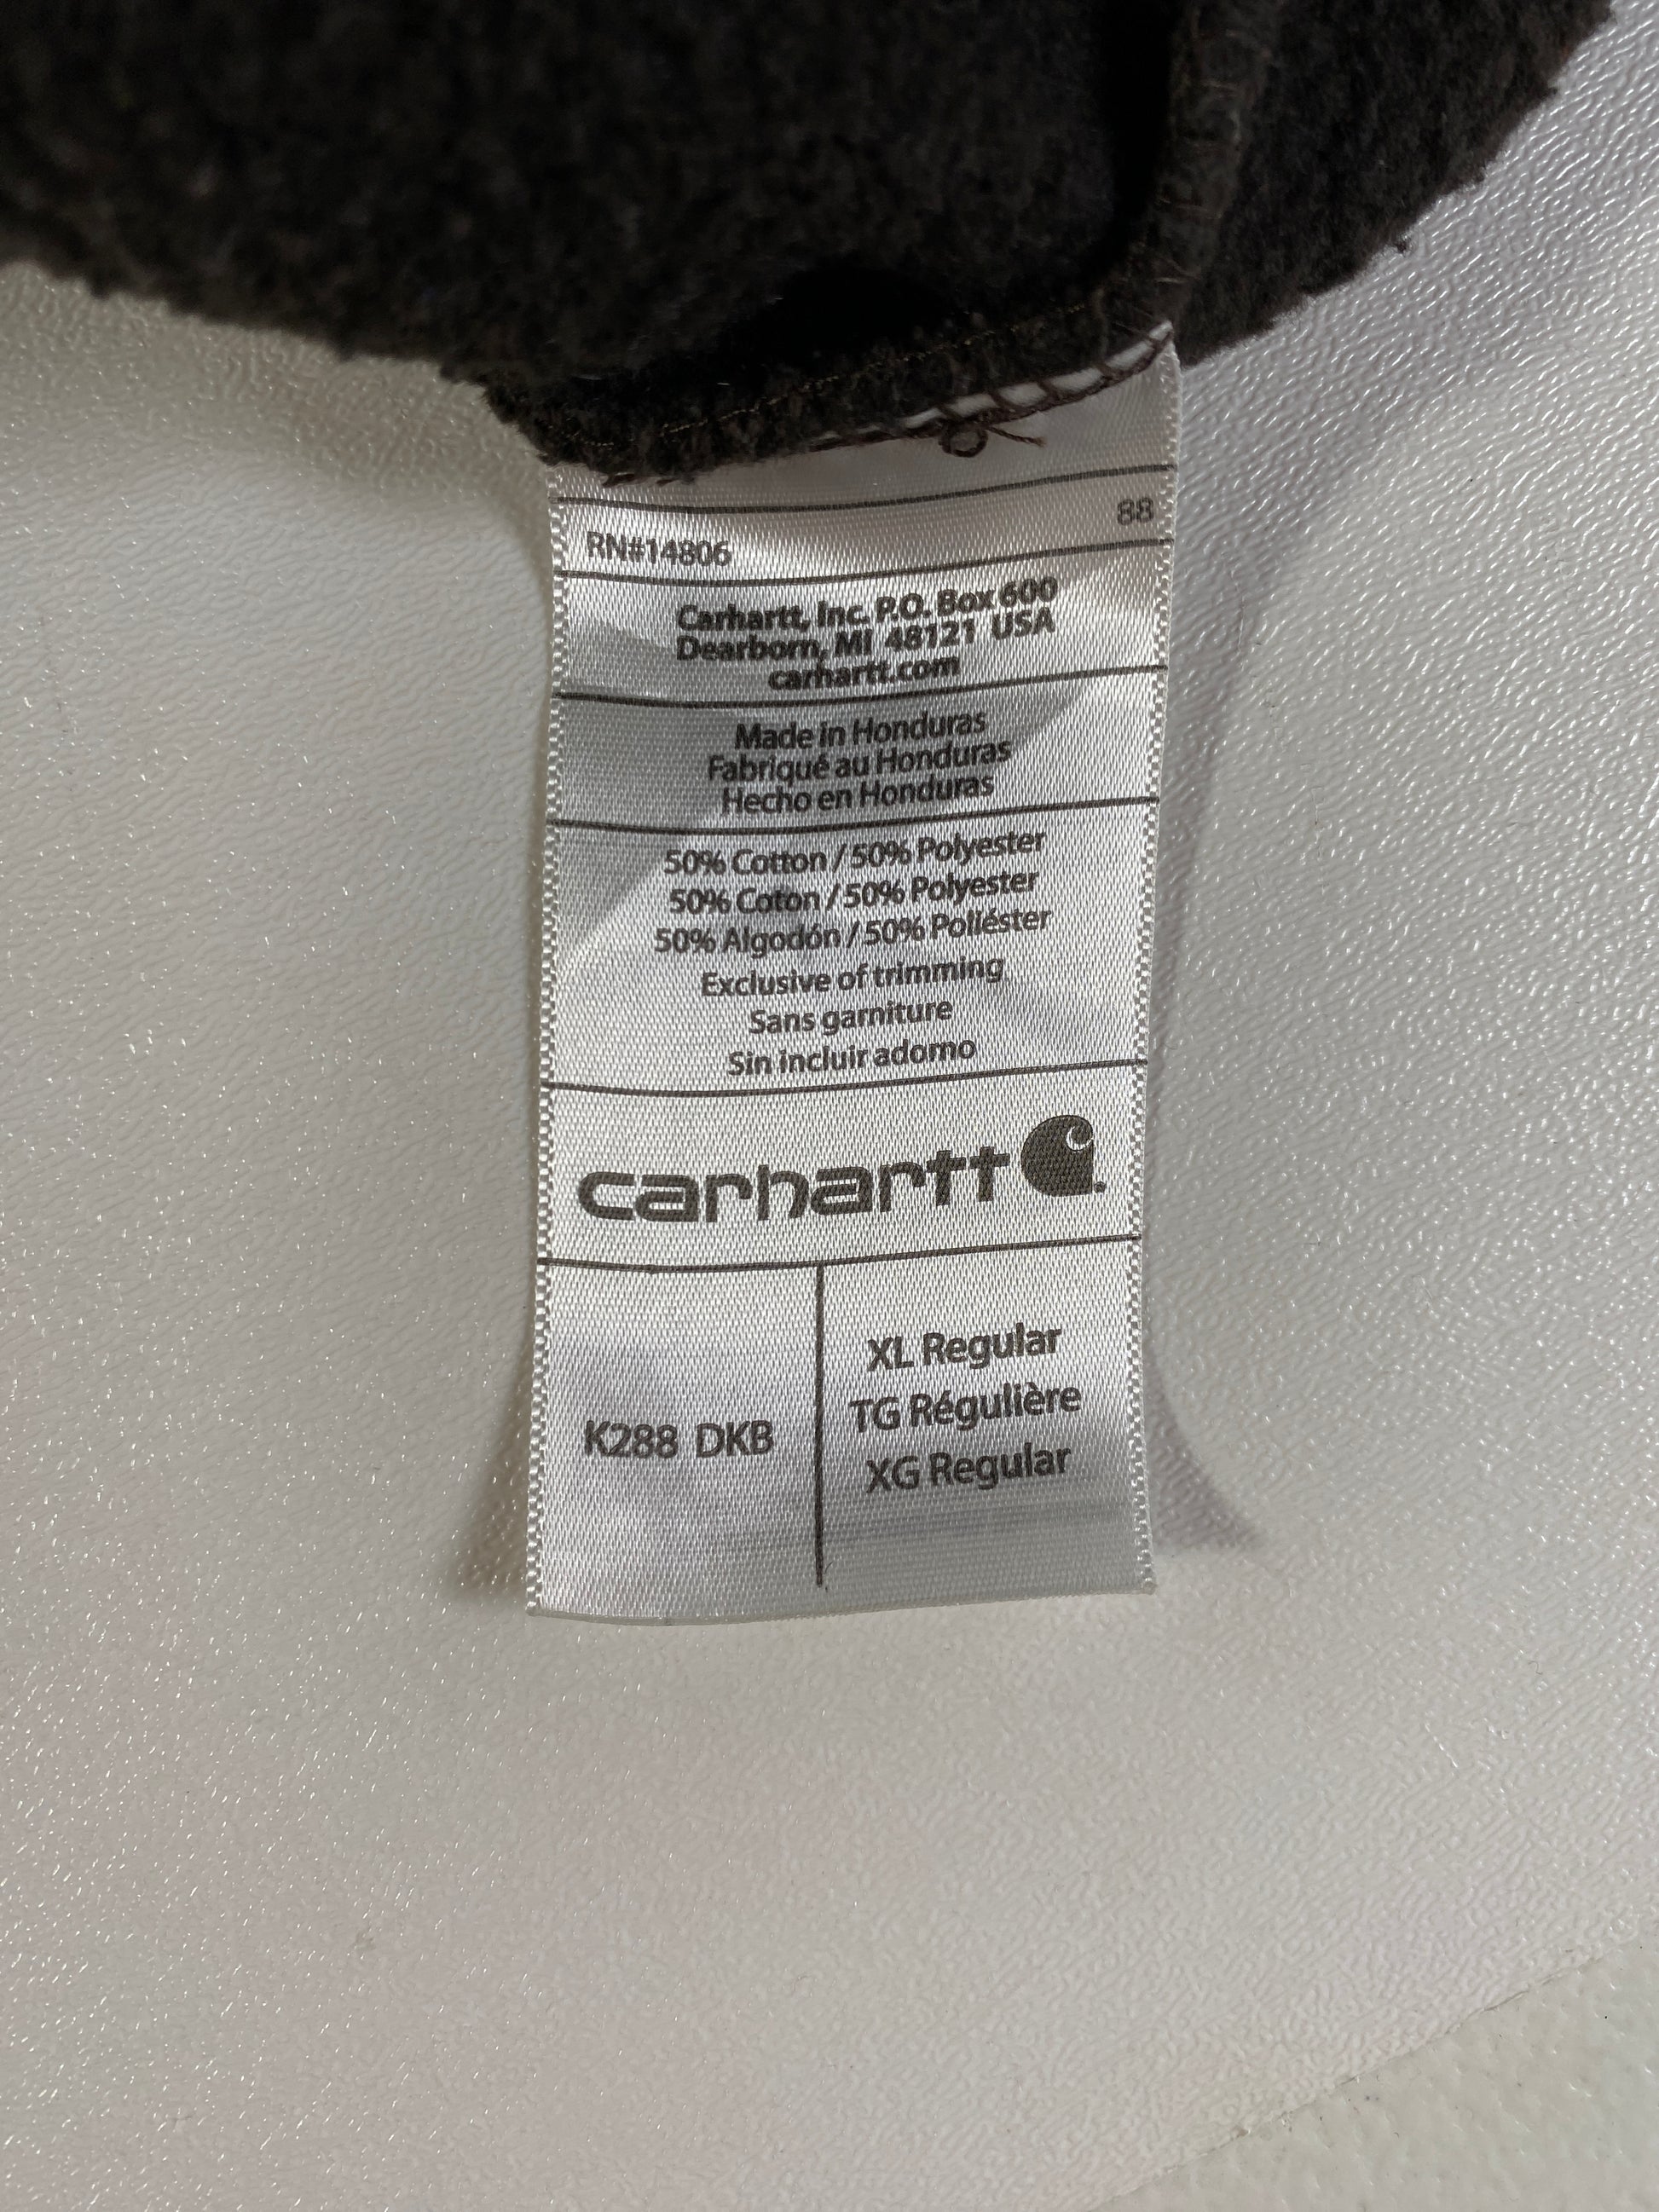 88
RN#14806
Carhartt, Inc. P.O. Box 600
Dearborn, MI 48121 USA
carhartt.com
Made in Honduras
Fabriqué au Honduras
Hecho en Honduras
50% Cotton / 50% Polyester
50% Coton / 50% Polyester
50% Algodón / 50% Poliéster
Exclusive of trimming
Sans garniture
Sin incluir adorno
carhartt
K288 DKB
XL Regular
TG Régulière
XG Regular